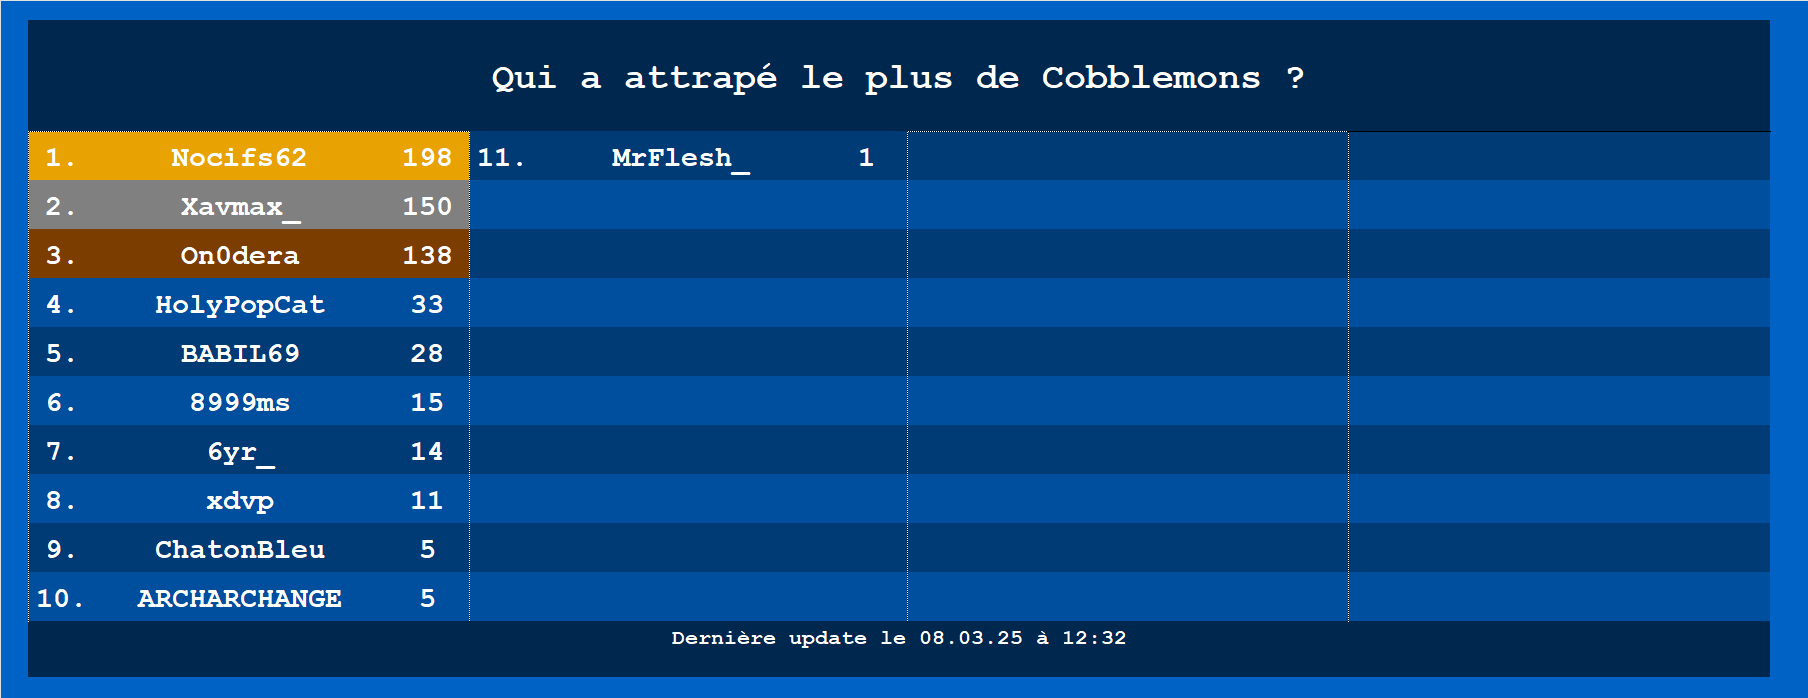 Qui a attrapé le plus de Cobblemons ?
1. Nocifs62 198
2. Xavmax_ 150
3. On0dera 138
4. HolyPopCat 33
5. BABIL69 28
6. 8999ms 15
7. 6yr_ 14
8. xdvp 11
9. ChatonBleu 5
10. ARCHARCHANGE 5
11. MrFlesh_ 1
Dernière update le 08.03.25 à 12:32